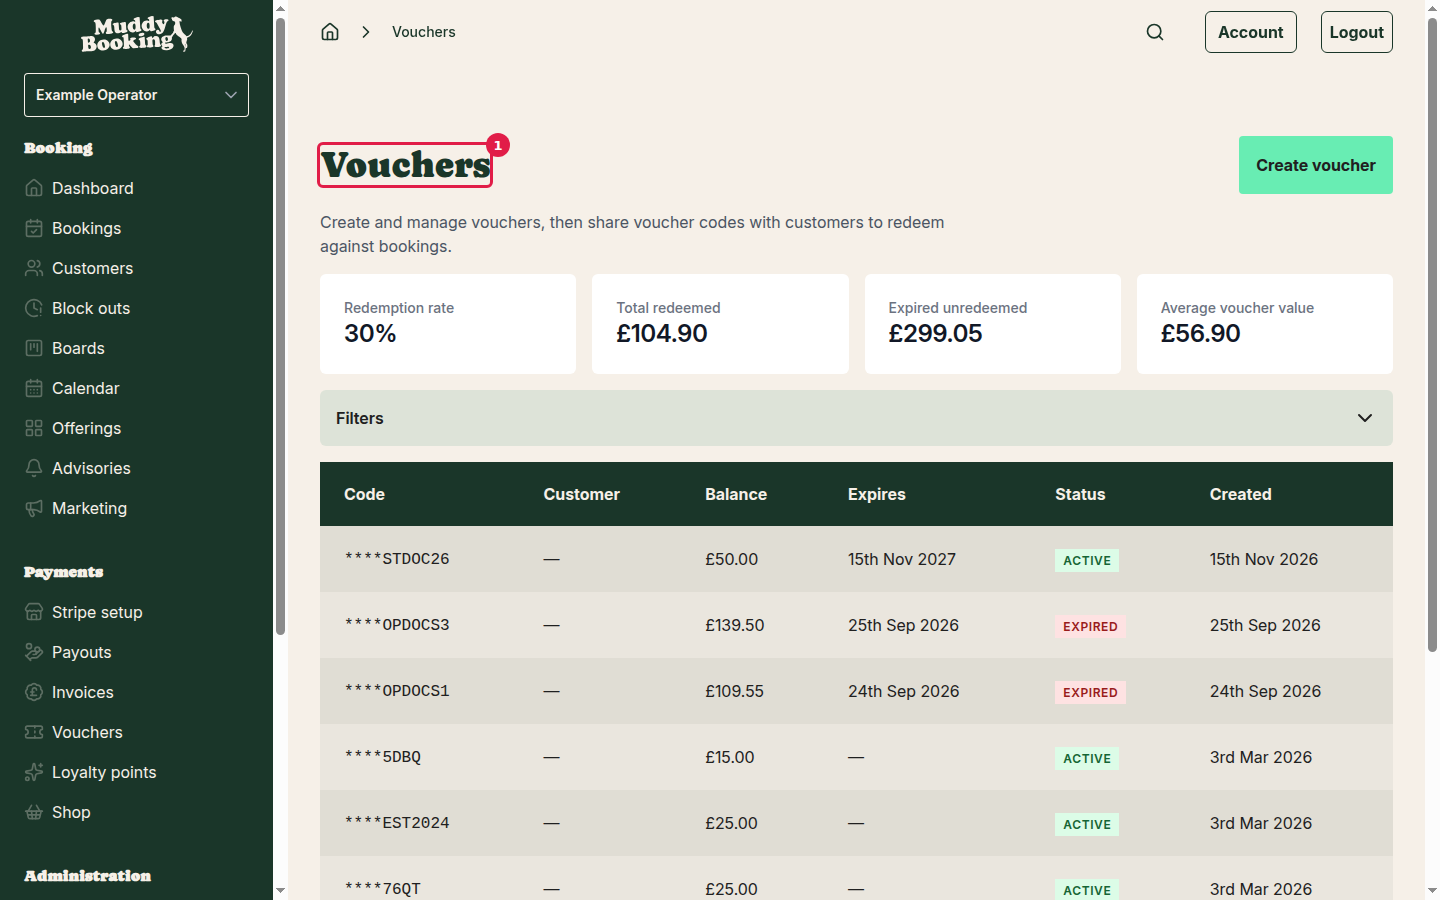 Muddy
Booking
Example Operator
Booking
Dashboard
Bookings
Customers
Block outs
Boards
Calendar
Offerings
Advisories
Marketing
Payments
Stripe setup
Payouts
Invoices
Vouchers
Loyalty points
Shop
Administration
Vouchers
Account
Logout
Vouchers
1
Create voucher
Create and manage vouchers, then share voucher codes with customers to redeem
against bookings.
Redemption rate
30%
Total redeemed
£104.90
Expired unredeemed
£299.05
Average voucher value
£56.90
Filters
Code Customer Balance Expires Status Created
****STDOC26 — £50.00 15th Nov 2027 ACTIVE 15th Nov 2026
****OPDOCS3 — £139.50 25th Sep 2026 EXPIRED 25th Sep 2026
****OPDOCS1 — £109.55 24th Sep 2026 EXPIRED 24th Sep 2026
****5DBQ — £15.00 — ACTIVE 3rd Mar 2026
****EST2024 — £25.00 — ACTIVE 3rd Mar 2026
****76QT — £25.00 — ACTIVE 3rd Mar 2026